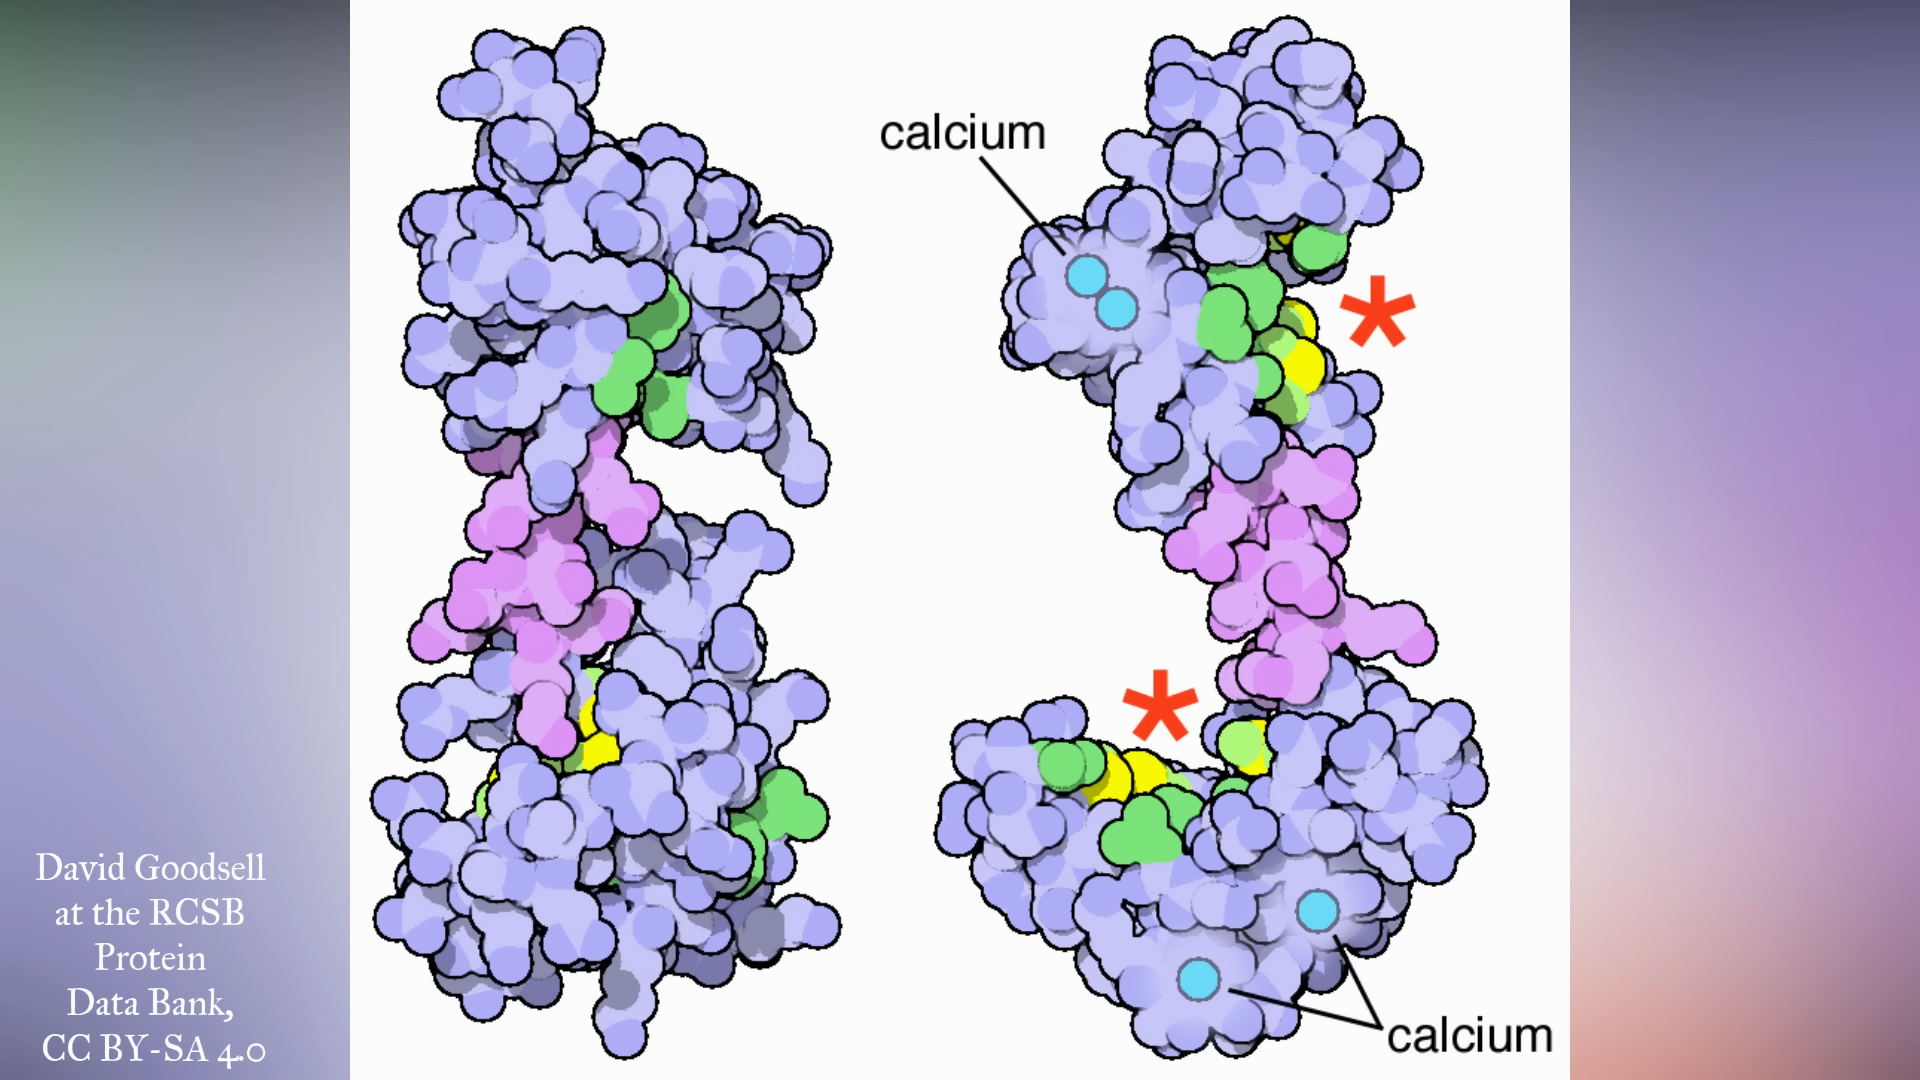 calcium
calcium
David Goodsell
at the RCSB
Protein
Data Bank,
CC BY-SA 4.0